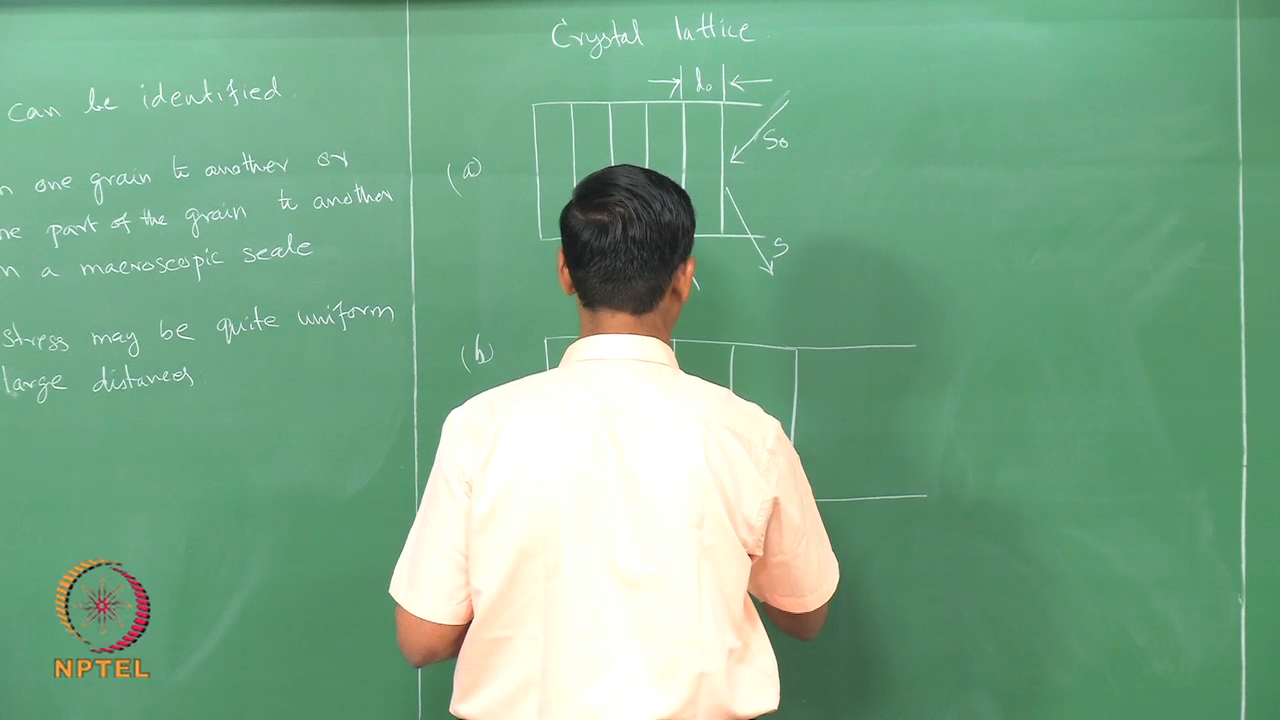 can be identified.
n one grain to another or
ne part of the grain to another
n a macroscopic scale
stress may be quite uniform
large distances.
Crystal lattice
d₀
S₀
(a)
S
(b)
NPTEL